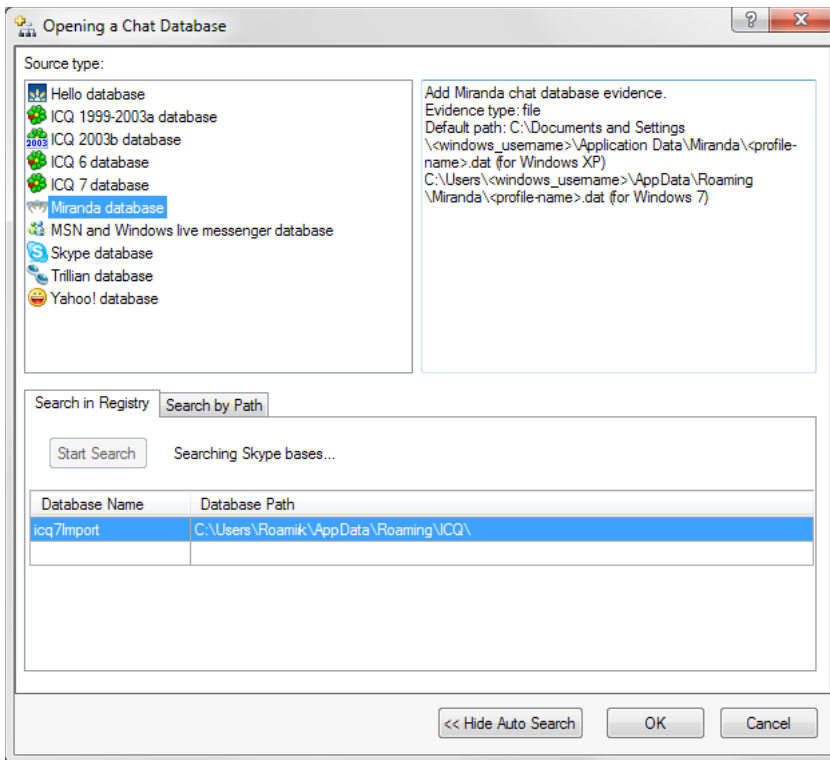 Opening a Chat Database
Source type:
Hello database
ICQ 1999-2003a database
2003
ICQ 2003b database
ICQ 6 database
ICQ 7 database
Miranda database
MSN and Windows live messenger database
Skype database
Trillian database
Yahoo! database
Add Miranda chat database evidence.
Evidence type: file
Default path: C:\Documents and Settings
\<windows_username>\Application Data\Miranda\<profile-
name>.dat (for Windows XP)
C:\Users\<windows_username>\AppData\Roaming
\Miranda\<profile-name>.dat (for Windows 7)
Search in Registry
Search by Path
Start Search
Searching Skype bases...
Database Name
Database Path
icq7Import
C:\Users\Roamik\AppData\Roaming\ICQ\
<< Hide Auto Search
OK
Cancel